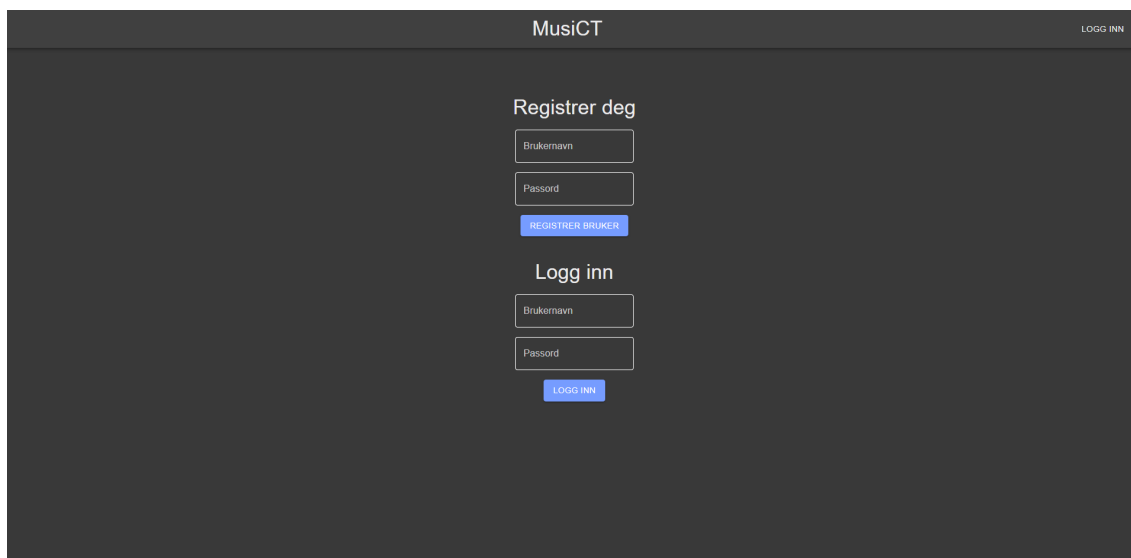 MusiCT
LOGG INN
Registrer deg
Brukernavn
Passord
REGISTRER BRUKER
Logg inn
Brukernavn
Passord
LOGG INN